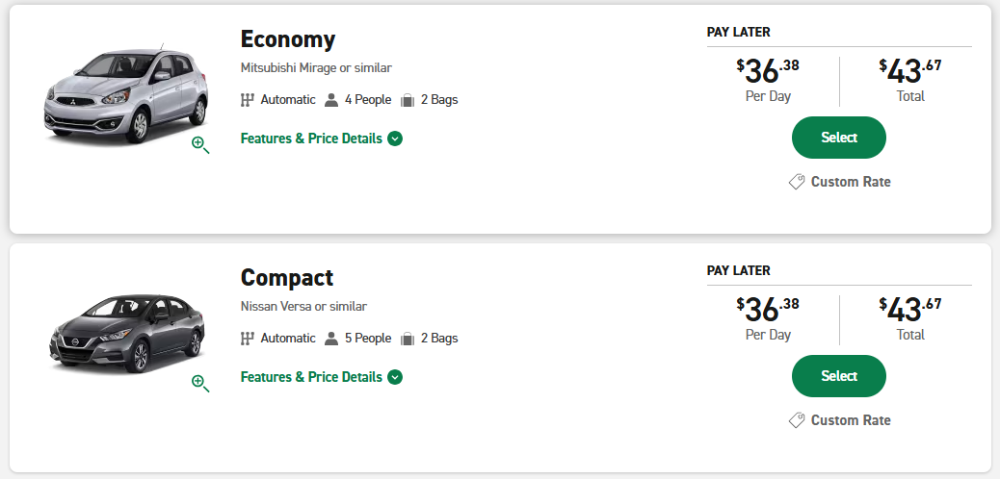 Economy
Mitsubishi Mirage or similar
Automatic 4 People 2 Bags
Features & Price Details
PAY LATER
$36.38 $43.67
Per Day Total
Select
Custom Rate
Compact
Nissan Versa or similar
Automatic 5 People 2 Bags
Features & Price Details
PAY LATER
$36.38 $43.67
Per Day Total
Select
Custom Rate